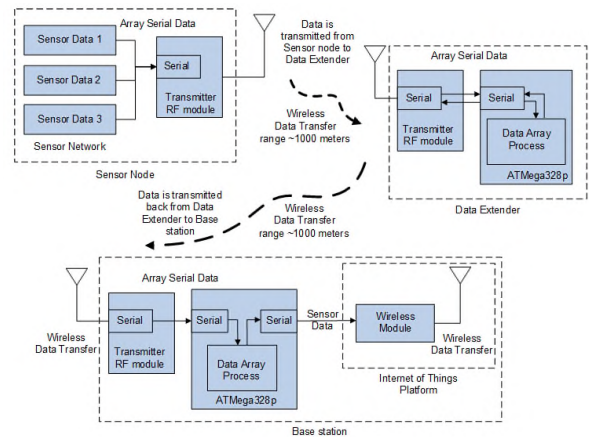 Array Serial Data
Sensor Data 1
Sensor Data 2
Sensor Data 3
Serial
Transmitter
RF module
Sensor Network
Sensor Node
Data is
transmitted from
Sensor node to
Data Extender
Wireless
Data Transfer
range ~1000 meters
Array Serial Data
Serial
Transmitter
RF module
Serial
Data Array
Process
ATMega328p
Data Extender
Data is transmitted
back from Data
Extender to Base
station
Wireless
Data Transfer
range ~1000 meters
Array Serial Data
Wireless
Data Transfer
Serial
Transmitter
RF module
Serial
Serial
Data Array
Process
ATMega328p
Sensor
Data
Wireless
Module
Wireless
Data Transfer
Internet of Things
Platform
Base station